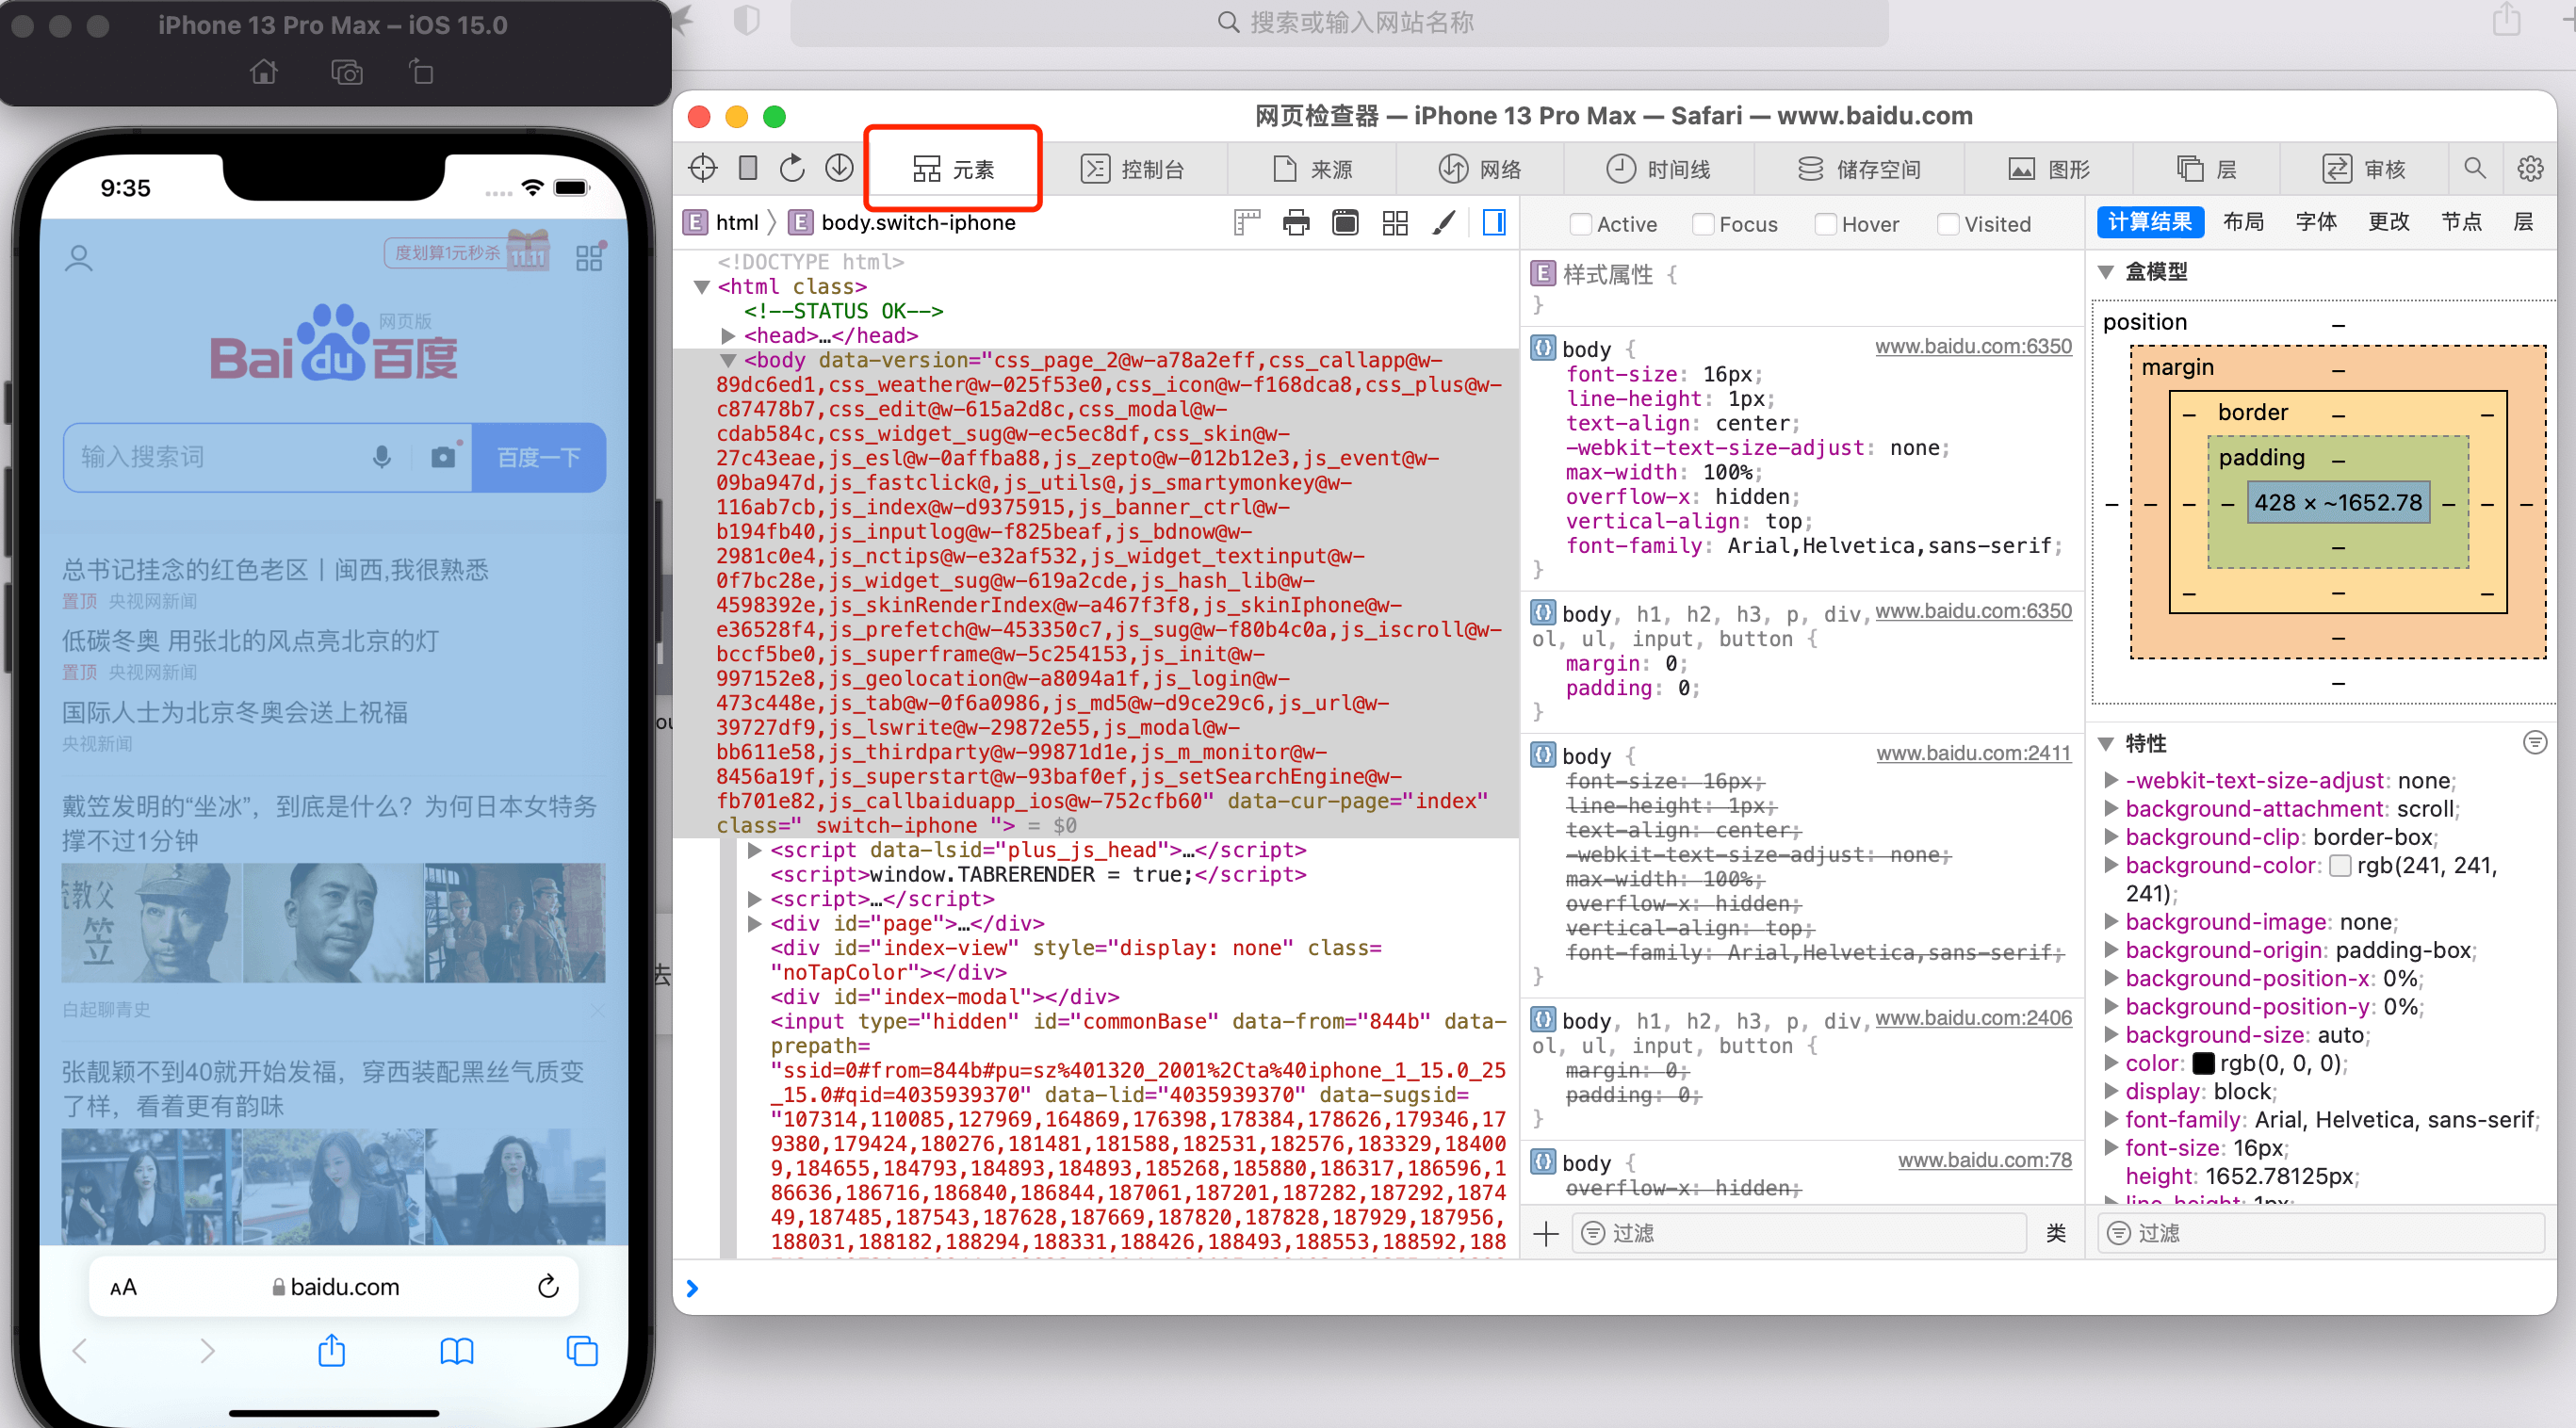 iPhone 13 Pro Max – iOS 15.0
9:35
度划算1元秒杀
11.11
网页版
Bai du 百度
输入搜索词
百度一下
总书记挂念的红色老区丨闽西,我很熟悉
置顶 央视网新闻
低碳冬奥 用张北的风点亮北京的灯
置顶 央视网新闻
国际人士为北京冬奥会送上祝福
央视新闻
戴笠发明的“坐冰”，到底是什么？为何日本女特务
撑不过1分钟
白起聊青史
张靓颖不到40就开始发福，穿西装配黑丝气质变
了样，看着更有韵味
AA
baidu.com
搜索或输入网站名称
网页检查器 — iPhone 13 Pro Max — Safari — www.baidu.com
元素
控制台
来源
网络
时间线
储存空间
图形
层
审核
E html 〉 E body.switch-iphone
<!DOCTYPE html>
<html class>
<!--STATUS OK-->
<head>…</head>
<body data-version="css_page_2@w-a78a2eff,css_callapp@w-
89dc6ed1,css_weather@w-025f53e0,css_icon@w-f168dca8,css_plus@w-
c87478b7,css_edit@w-615a2d8c,css_modal@w-
cdab584c,css_widget_sug@w-ec5ec8df,css_skin@w-
27c43eae,js_esl@w-0affba88,js_zepto@w-012b12e3,js_event@w-
09ba947d,js_fastclick@,js_utils@,js_smartymonkey@w-
116ab7cb,js_index@w-d9375915,js_banner_ctrl@w-
b194fb40,js_inputlog@w-f825beaf,js_bdnow@w-
2981c0e4,js_nctips@w-e32af532,js_widget_textinput@w-
0f7bc28e,js_widget_sug@w-619a2cde,js_hash_lib@w-
4598392e,js_skinRenderIndex@w-a467f3f8,js_skinIphone@w-
e36528f4,js_prefetch@w-453350c7,js_sug@w-f80b4c0a,js_iscroll@w-
bccf5be0,js_superframe@w-5c254153,js_init@w-
997152e8,js_geolocation@w-a8094a1f,js_login@w-
473c448e,js_tab@w-0f6a0986,js_md5@w-d9ce29c6,js_url@w-
39727df9,js_lswrite@w-29872e55,js_modal@w-
bb611e58,js_thirdparty@w-99871d1e,js_m_monitor@w-
8456a19f,js_superstart@w-93baf0ef,js_setSearchEngine@w-
fb701e82,js_callbaiduapp_ios@w-752cfb60" data-cur-page="index"
class=" switch-iphone "> = $0
<script data-lsid="plus_js_head">…</script>
<script>window.TABRERENDER = true;</script>
<script>…</script>
<div id="page">…</div>
<div id="index-view" style="display: none" class=
"noTapColor"></div>
<div id="index-modal"></div>
<input type="hidden" id="commonBase" data-from="844b" data-
prepath=
"ssid=0#from=844b#pu=sz%401320_2001%2Cta%40iphone_1_15.0_25
_15.0#qid=4035939370" data-lid="4035939370" data-sugsid=
"107314,110085,127969,164869,176398,178384,178626,179346,17
9380,179424,180276,181481,181588,182531,182576,183329,18400
9,184655,184793,184893,184893,185268,185880,186317,186596,1
86636,186716,186840,186844,187061,187201,187282,187292,1874
49,187485,187543,187628,187669,187820,187828,187929,187956,
188031,188182,188294,188331,188426,188493,188553,188592,188
Active
Focus
Hover
Visited
E 样式属性 {
}
body { www.baidu.com:6350
font-size: 16px;
line-height: 1px;
text-align: center;
-webkit-text-size-adjust: none;
max-width: 100%;
overflow-x: hidden;
vertical-align: top;
font-family: Arial,Helvetica,sans-serif;
}
body, h1, h2, h3, p, div, www.baidu.com:6350
ol, ul, input, button {
margin: 0;
padding: 0;
}
body { www.baidu.com:2411
font-size: 16px;
line-height: 1px;
text-align: center;
-webkit-text-size-adjust: none;
max-width: 100%;
overflow-x: hidden;
vertical-align: top;
font-family: Arial,Helvetica,sans-serif;
}
body, h1, h2, h3, p, div, www.baidu.com:2406
ol, ul, input, button {
margin: 0;
padding: 0;
}
body { www.baidu.com:78
overflow-x: hidden;
过滤
类
计算结果
布局
字体
更改
节点
层
盒模型
position –
margin –
– border – –
padding –
– – – – 428 × ~1652.78 – – –
–
– – –
–
–
特性
-webkit-text-size-adjust: none;
background-attachment: scroll;
background-clip: border-box;
background-color: rgb(241, 241,
241);
background-image: none;
background-origin: padding-box;
background-position-x: 0%;
background-position-y: 0%;
background-size: auto;
color: rgb(0, 0, 0);
display: block;
font-family: Arial, Helvetica, sans-serif;
font-size: 16px;
height: 1652.78125px;
line-height: 1px;
过滤